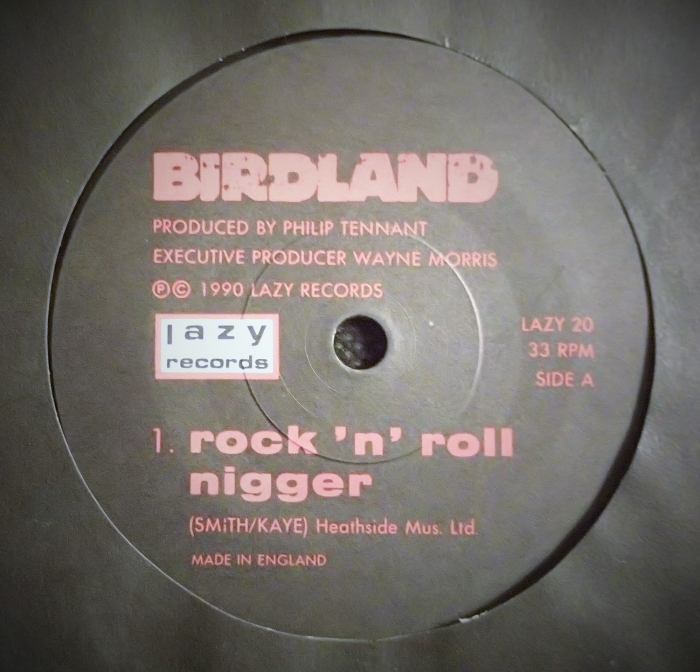 BiRDLAND
PRODUCED BY PHILIP TENNANT
EXECUTIVE PRODUCER WAYNE MORRIS
℗© 1990 LAZY RECORDS
lazy
records
LAZY 20
33 RPM
SIDE A
1. rock 'n' roll
nigger
(SMiTH/KAYE) Heathside Mus. Ltd.
MADE IN ENGLAND